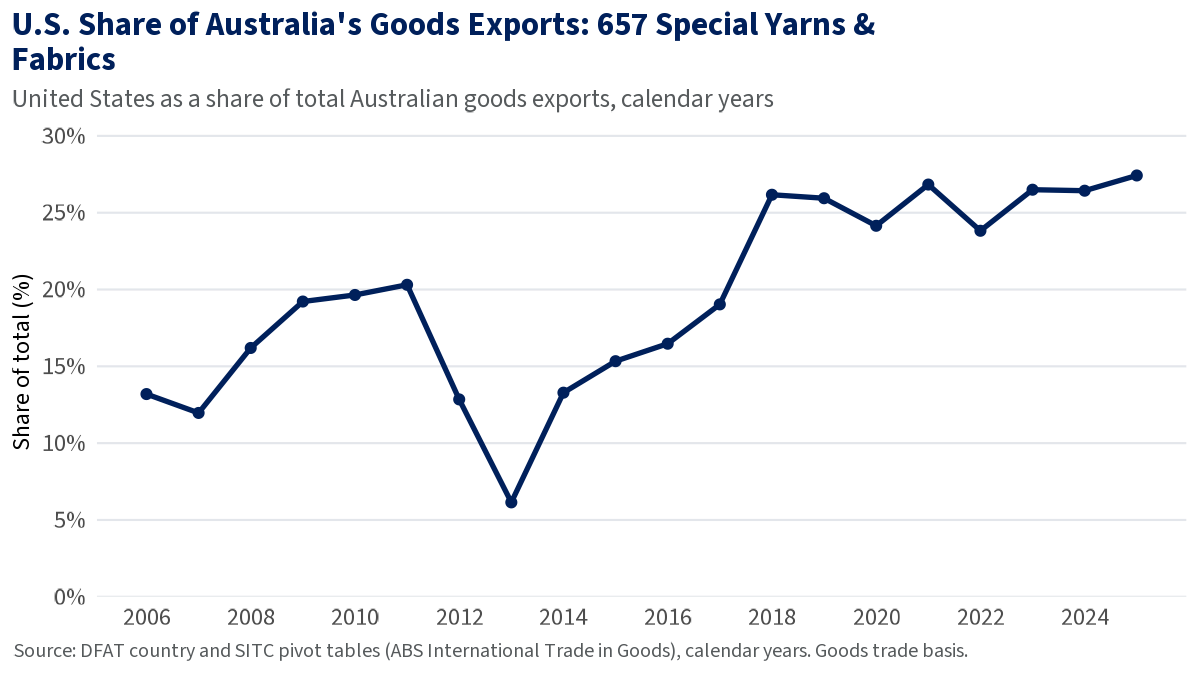 U.S. Share of Australia's Goods Exports: 657 Special Yarns &
Fabrics
United States as a share of total Australian goods exports, calendar years
Share of total (%)
30%
25%
20%
15%
10%
5%
0%
2006 2008 2010 2012 2014 2016 2018 2020 2022 2024
Source: DFAT country and SITC pivot tables (ABS International Trade in Goods), calendar years. Goods trade basis.